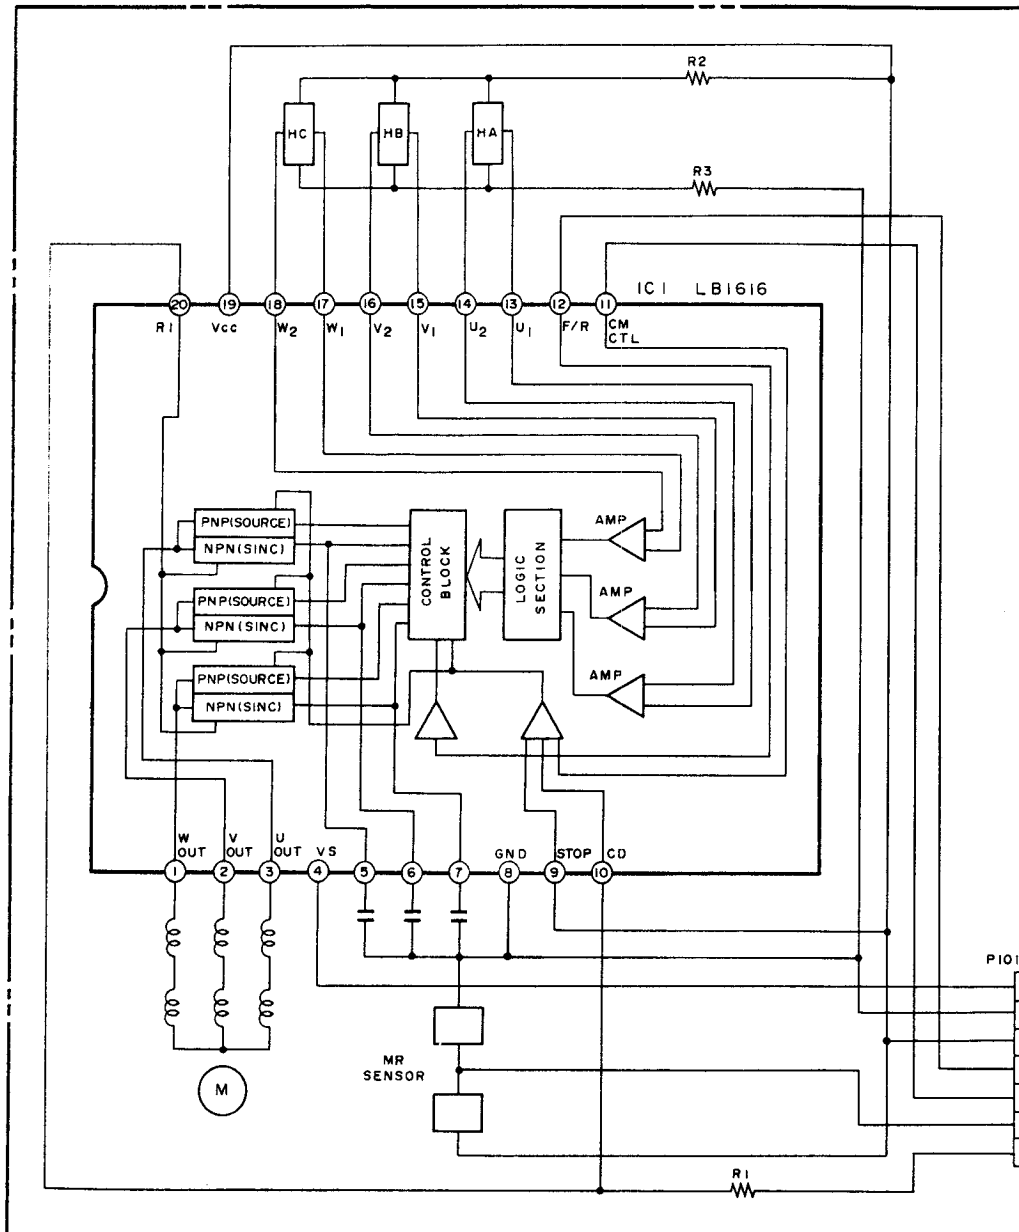 R2
HC
HB
HA
R3
IC1 LB1616
20
19
18
17
16
15
14
13
12
11
R1
Vcc
W2
W1
V2
V1
U2
U1
F/R
CM
CTL
PNP(SOURCE)
NPN(SINC)
PNP(SOURCE)
NPN(SINC)
PNP(SOURCE)
NPN(SINC)
CONTROL
BLOCK
LOGIC
SECTION
AMP
AMP
AMP
W
OUT
V
OUT
U
OUT
VS
GND
STOP
CD
1
2
3
4
5
6
7
8
9
10
P101
MR
SENSOR
M
R1